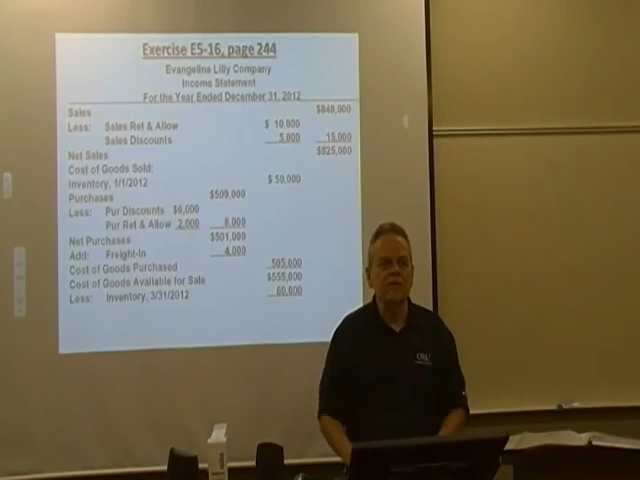 Exercise E5-16, page 244
Evangeline Lilly Company
Income Statement
For the Year Ended December 31, 2012
Sales $840,000
Less: Sales Ret & Allow $ 10,000
Sales Discounts 5,000 15,000
Net Sales $825,000
Cost of Goods Sold:
Inventory, 1/1/2012 $ 50,000
Purchases $509,000
Less: Pur Discounts $6,000
Pur Ret & Allow 2,000 8,000
Net Purchases $501,000
Add: Freight-In 4,000
Cost of Goods Purchased 505,000
Cost of Goods Available for Sale $555,000
Less: Inventory, 3/31/2012 60,000